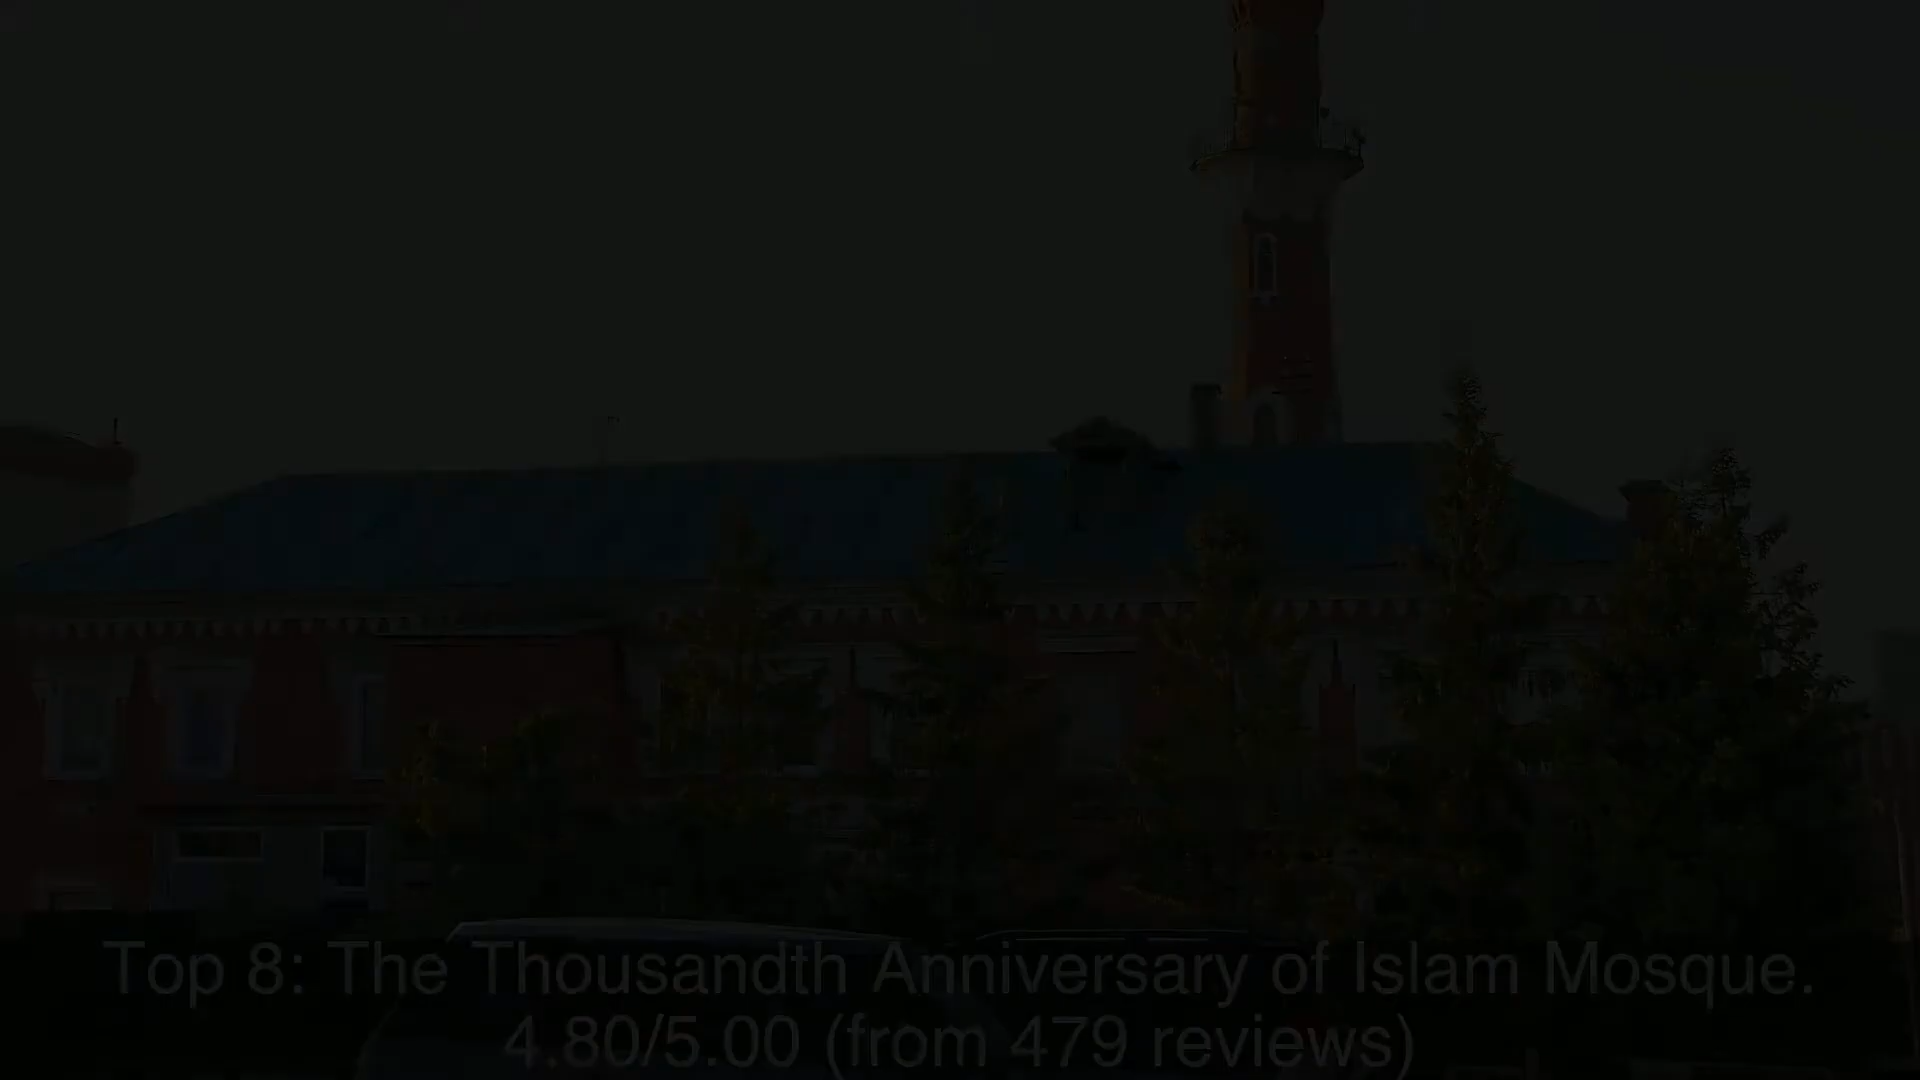 Top 8: The Thousandth Anniversary of Islam Mosque.
4.80/5.00 (from 479 reviews)